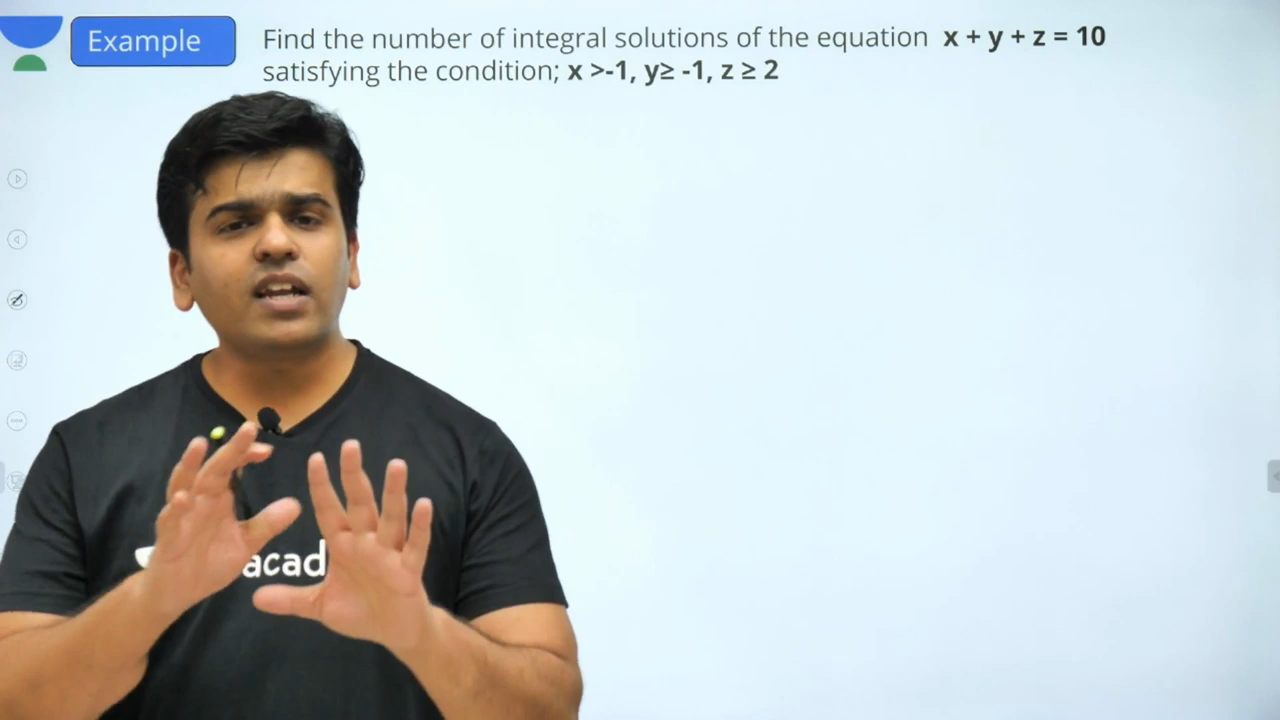 Example
Find the number of integral solutions of the equation x + y + z = 10
satisfying the condition; x >-1, y≥ -1, z ≥ 2
acad